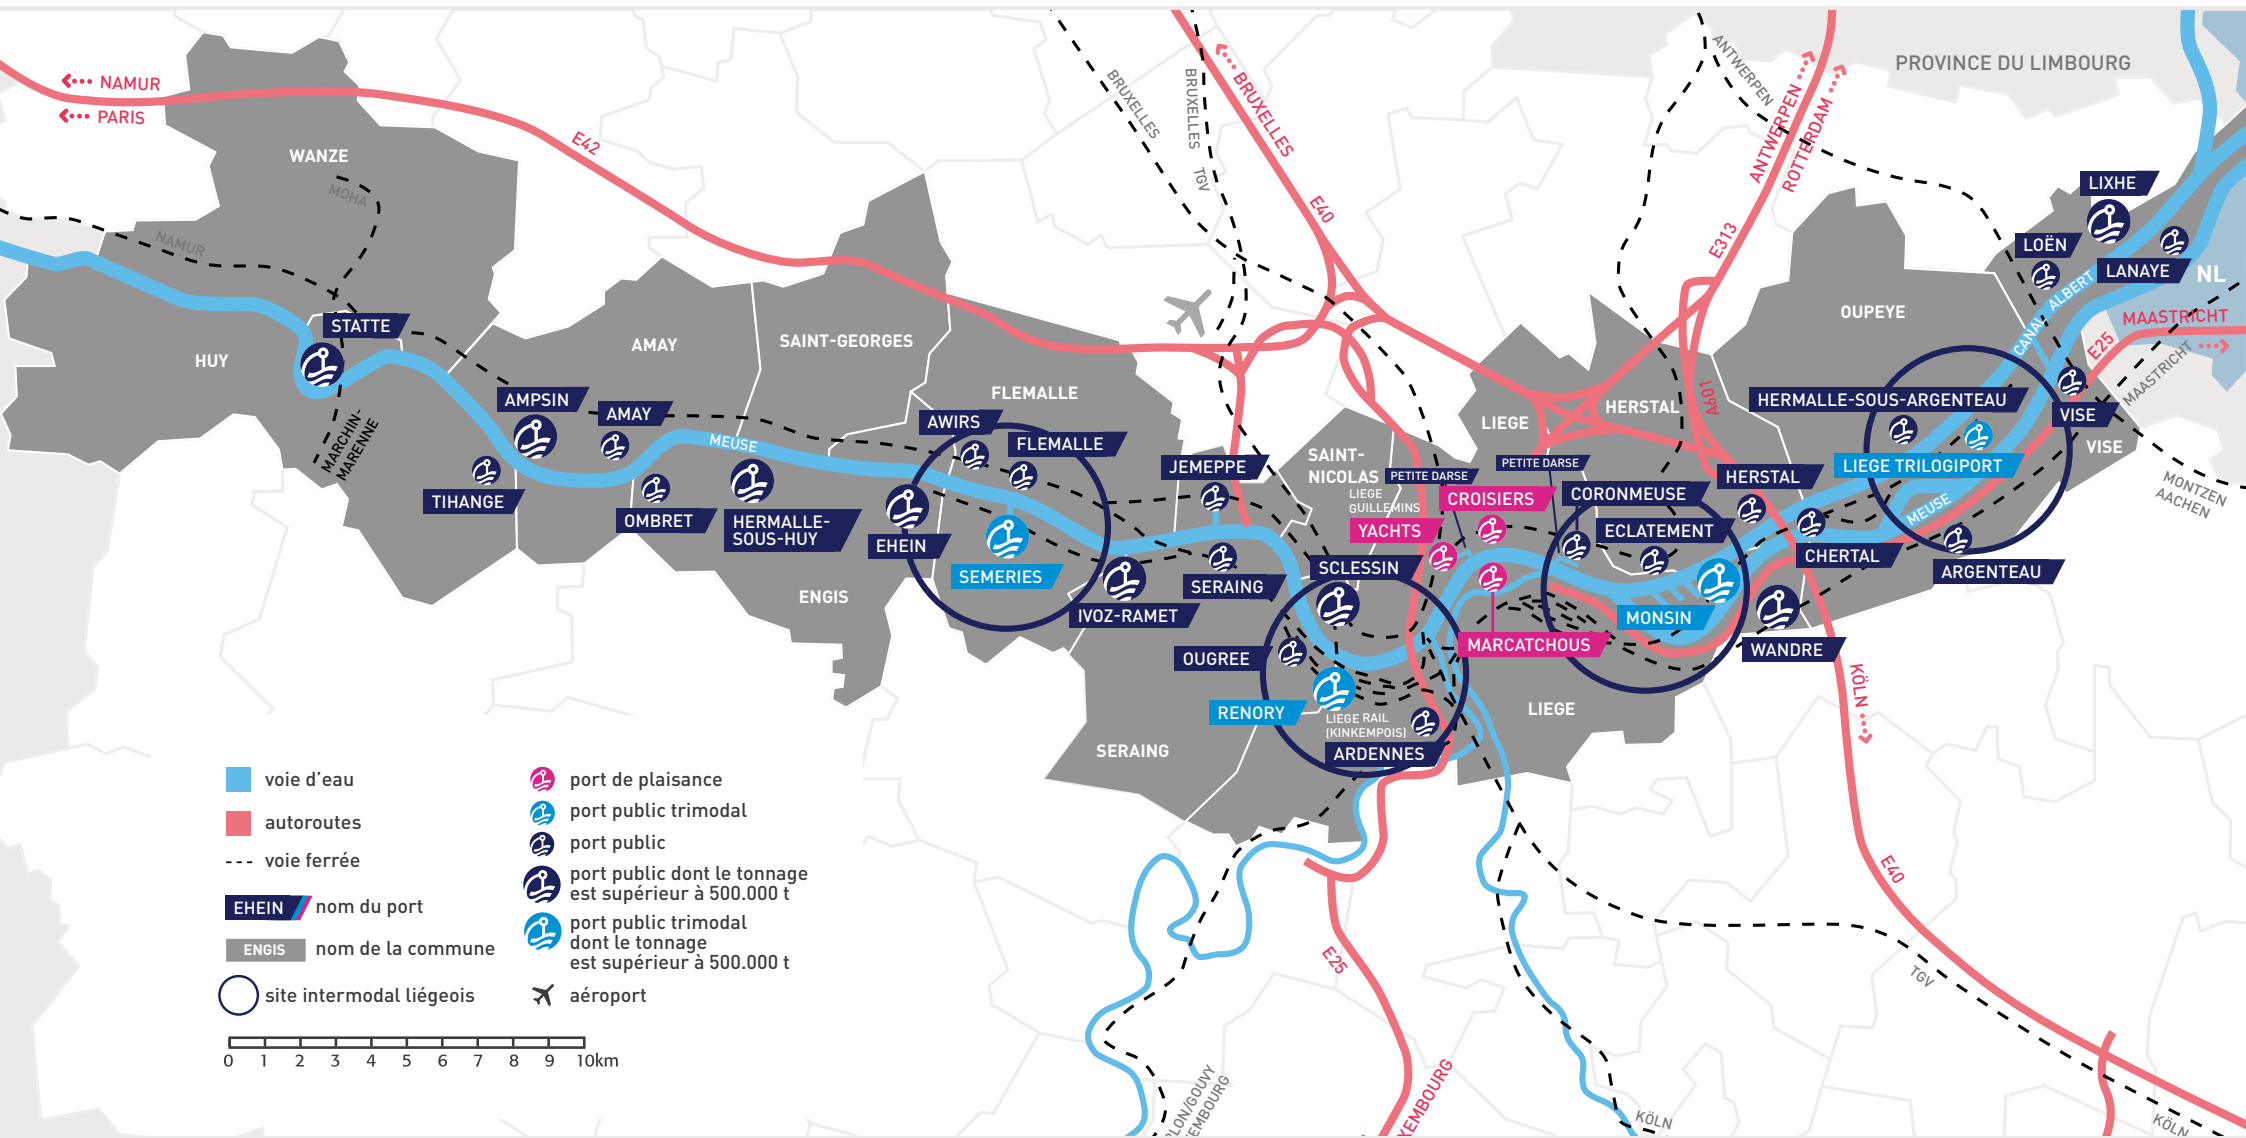 NAMUR
PARIS
E42
WANZE
MOHA
NAMUR
STATTE
HUY
MARCHIN-
MARENNE
AMAY
SAINT-GEORGES
FLEMALLE
AMPSIN
AMAY
TIHANGE
OMBRET
MEUSE
HERMALLE-
SOUS-HUY
AWIRS
FLEMALLE
EHEIN
SEMERIES
ENGIS
IVOZ-RAMET
JEMEPPE
SERAING
BRUXELLES
BRUXELLES
TGV
BRUXELLES
E40
SAINT-
NICOLAS
LIEGE
GUILLEMINS
PETITE DARSE
PETITE DARSE
CROISIERS
YACHTS
SCLESSIN
OUGREE
RENORY
LIEGE RAIL
(KINKEMPOIS)
ARDENNES
SERAING
MARCATCHOUS
LIEGE
LIEGE
HERSTAL
CORONMEUSE
ECLATEMENT
MONSIN
HERSTAL
CHERTAL
WANDRE
ANTWERPEN
ANTWERPEN
ROTTERDAM
E313
A601
PROVINCE DU LIMBOURG
OUPEYE
LIXHE
LOËN
LANAYE
NL
CANAL ALBERT
MAASTRICHT
E25
MAASTRICHT
HERMALLE-SOUS-ARGENTEAU
LIEGE TRILOGIPORT
VISE
VISE
MEUSE
ARGENTEAU
MONTZEN
AACHEN
KÖLN
E40
TGV
KÖLN
KÖLN
E25
XEMBOURG
LON/GOUVY
EMBOURG
voie d'eau
autoroutes
voie ferrée
EHEIN nom du port
ENGIS nom de la commune
site intermodal liégeois
port de plaisance
port public trimodal
port public
port public dont le tonnage
est supérieur à 500.000 t
port public trimodal
dont le tonnage
est supérieur à 500.000 t
aéroport
0 1 2 3 4 5 6 7 8 9 10km